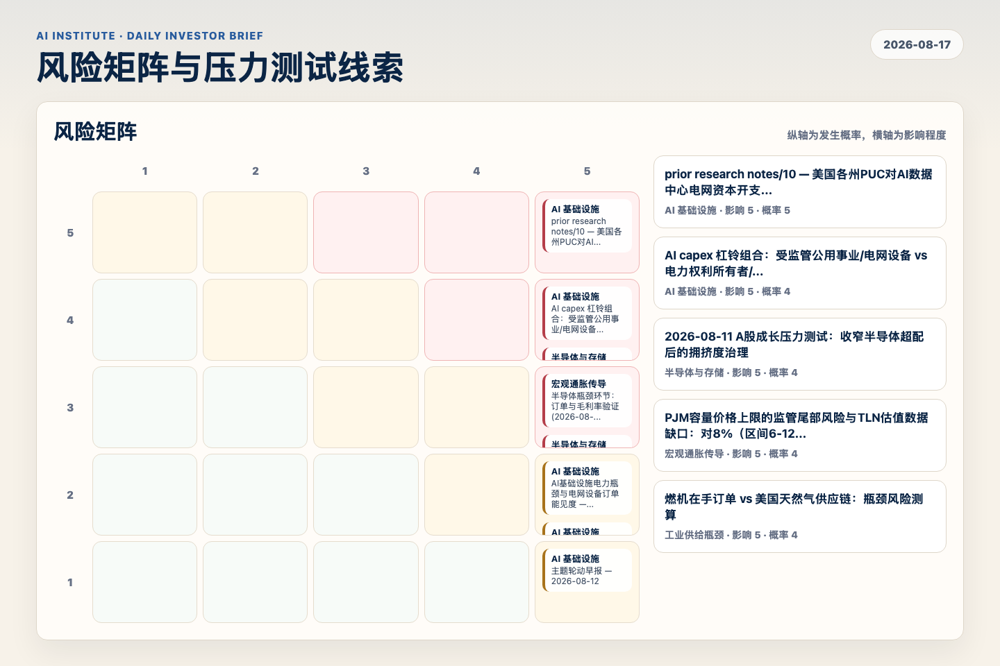 AI INSTITUTE · DAILY INVESTOR BRIEF
风险矩阵与压力测试线索
2026-08-17
风险矩阵
纵轴为发生概率，横轴为影响程度
1
2
3
4
5
5
AI 基础设施
prior research
notes/10 — 美国各
州PUC对AI...
4
AI 基础设施
AI capex 杠铃组
合：受监管公用事
业/电网设备...
半导体与存储
3
宏观通胀传导
半导体瓶颈环节：
订单与毛利率验证
(2026-08-...
半导体与存储
2
AI 基础设施
AI基础设施电力瓶
颈与电网设备订单
能见度 —...
AI 基础设施
1
AI 基础设施
主题轮动早报 —
2026-08-12
prior research notes/10 — 美国各州PUC对AI数据
中心电网资本开支...
AI 基础设施 · 影响 5 · 概率 5
AI capex 杠铃组合：受监管公用事业/电网设备 vs
电力权利所有者/...
AI 基础设施 · 影响 5 · 概率 4
2026-08-11 A股成长压力测试：收窄半导体超配
后的拥挤度治理
半导体与存储 · 影响 5 · 概率 4
PJM容量价格上限的监管尾部风险与TLN估值数据
缺口：对8%（区间6-12...
宏观通胀传导 · 影响 5 · 概率 4
燃机在手订单 vs 美国天然气供应链：瓶颈风险测
算
工业供给瓶颈 · 影响 5 · 概率 4